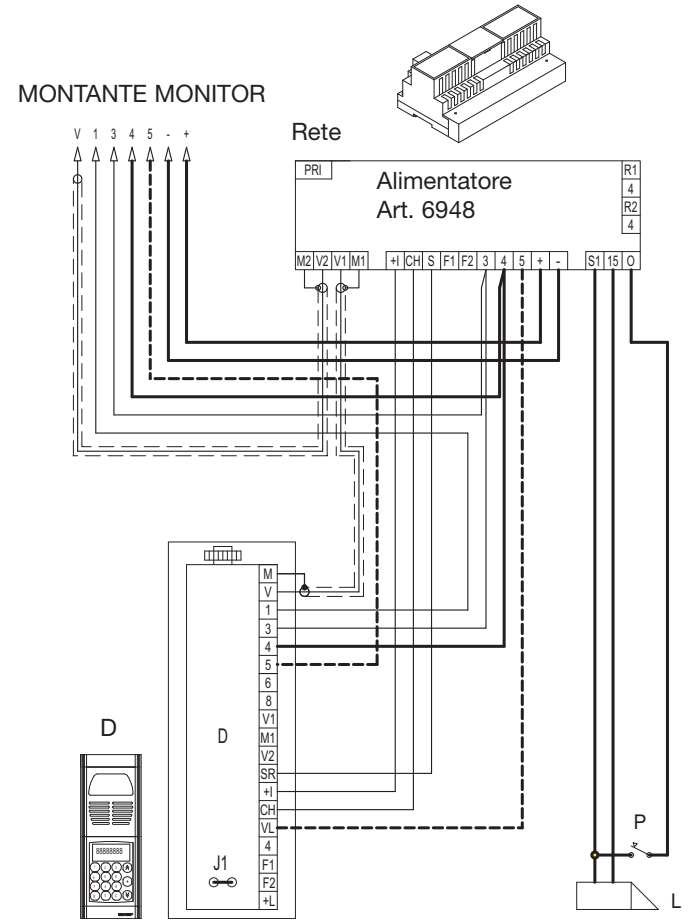 MONTANTE MONITOR
V 1 3 4 5 - +
Rete
PRI
Alimentatore
Art. 6948
R1
4
R2
4
M2 V2 V1 M1 +I CH S F1 F2 3 4 5 + - S1 15 O
M
V
1
3
4
5
6
8
V1
M1
V2
SR
+I
CH
VL
4
F1
F2
+L
D
J1
D
88888888
P
L